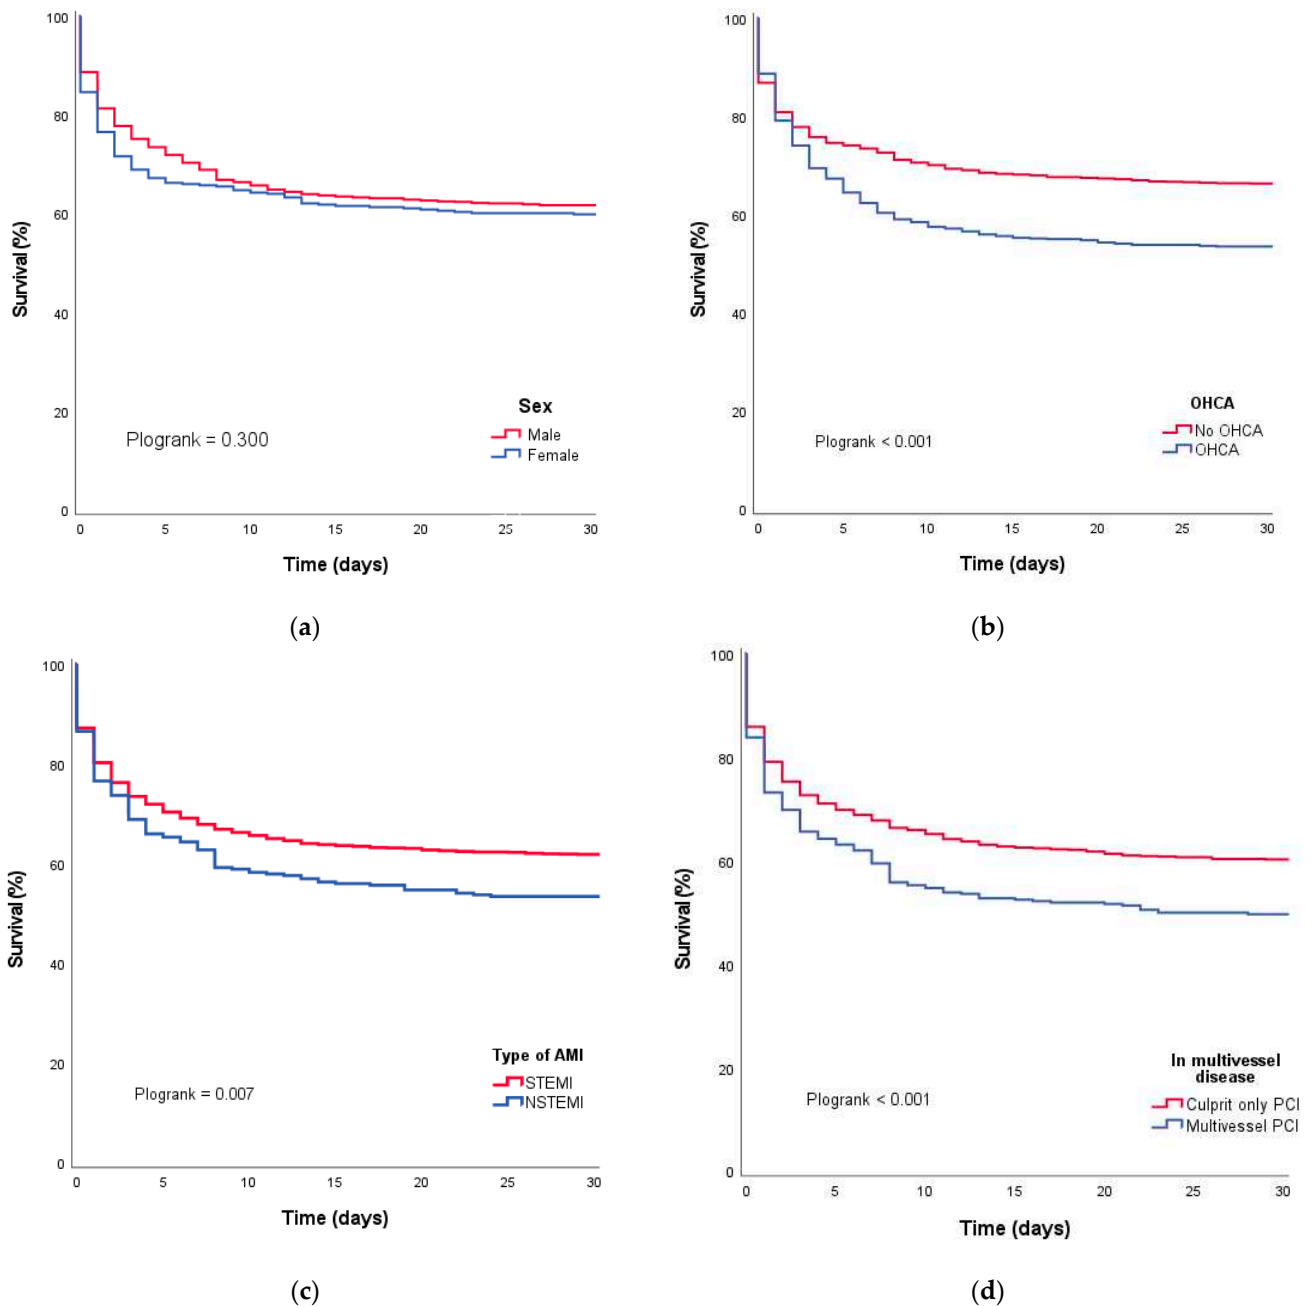 100
80
60
40
20
0
Survival (%)
Plogrank = 0.300
Sex
Male
Female
0 5 10 15 20 25 30
Time (days)
(a)
100
80
60
40
20
0
Survival (%)
Plogrank < 0.001
OHCA
No OHCA
OHCA
0 5 10 15 20 25 30
Time (days)
(b)
100
80
60
40
20
0
Survival (%)
Plogrank = 0.007
Type of AMI
STEMI
NSTEMI
0 5 10 15 20 25 30
Time (days)
(c)
100
80
60
40
20
0
Survival (%)
Plogrank < 0.001
In multivessel
disease
Culprit only PCI
Multivessel PCI
0 5 10 15 20 25 30
Time (days)
(d)